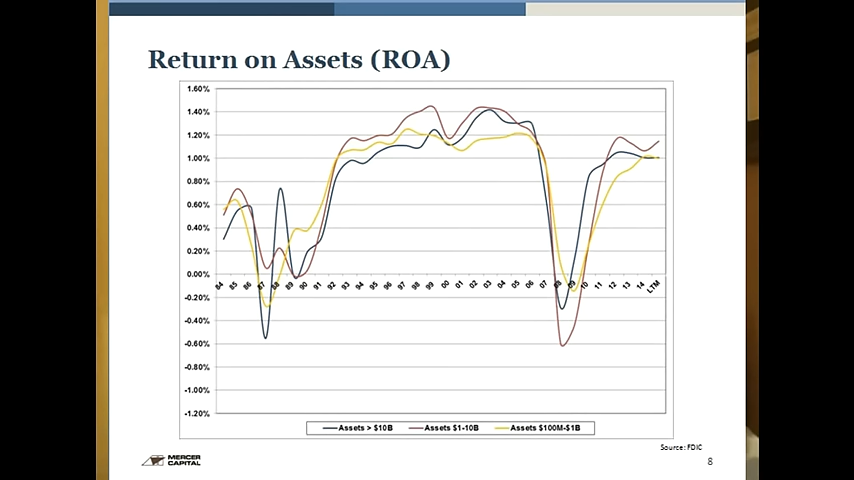 Return on Assets (ROA)
1.60%
1.40%
1.20%
1.00%
0.80%
0.60%
0.40%
0.20%
0.00%
-0.20%
-0.40%
-0.60%
-0.80%
-1.00%
-1.20%
84 85 86 87 88 89 90 91 92 93 94 95 96 97 98 99 00 01 02 03 04 05 06 07 08 09 10 11 12 13 14 LTM
Assets > $10B Assets $1-10B Assets $100M-$1B
Source: FDIC
MERCER
CAPITAL
8